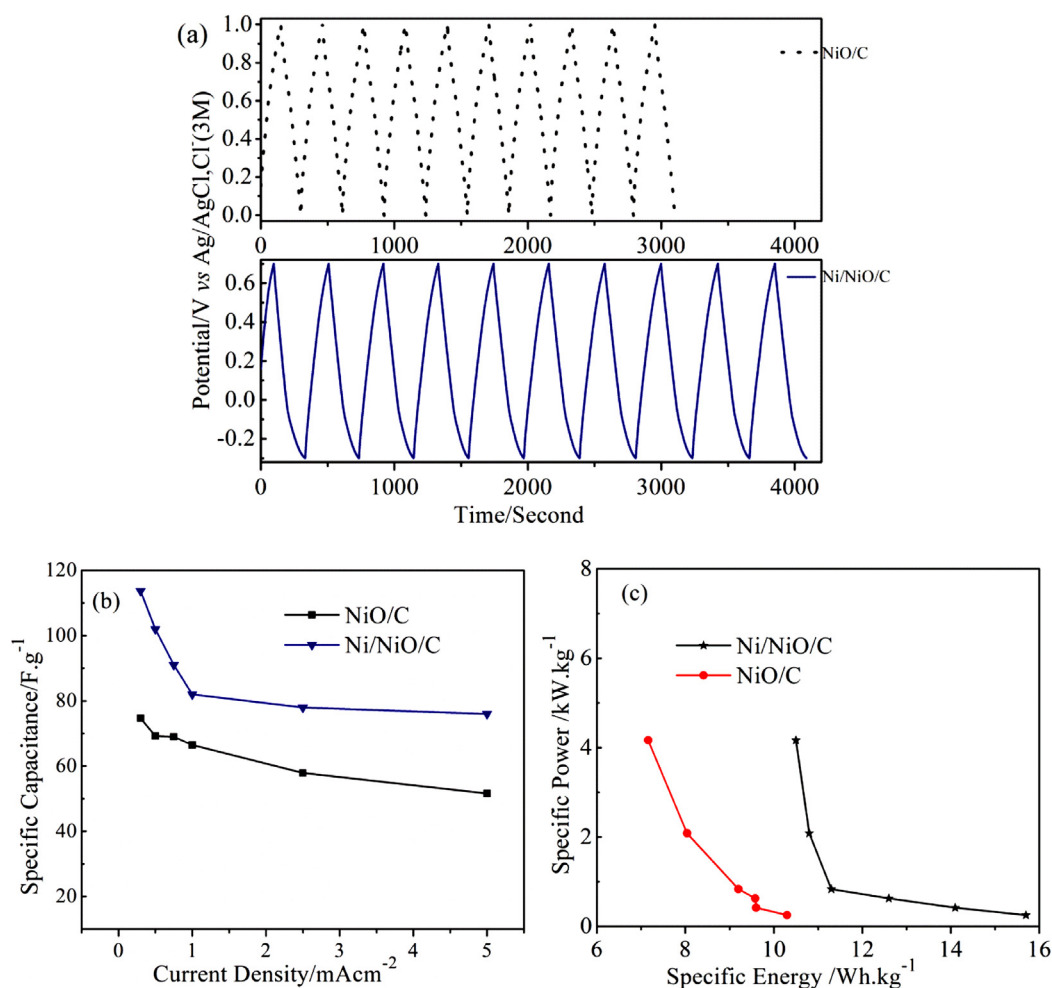 (a)
NiO/C
1.0
0.8
0.6
0.4
0.2
0.0
0 1000 2000 3000 4000
Potential/V vs Ag/AgCl,Cl⁻(3M)
Ni/NiO/C
0.6
0.4
0.0
-0.2
0 1000 2000 3000 4000
Time/Second
(b)
120
100
80
60
40
20
Specific Capacitance/F.g⁻¹
NiO/C
Ni/NiO/C
0 1 2 3 4 5
Current Density/mAcm⁻²
(c)
8
6
4
2
0
Specific Power /kW.kg⁻¹
Ni/NiO/C
NiO/C
6 8 10 12 14 16
Specific Energy /Wh.kg⁻¹